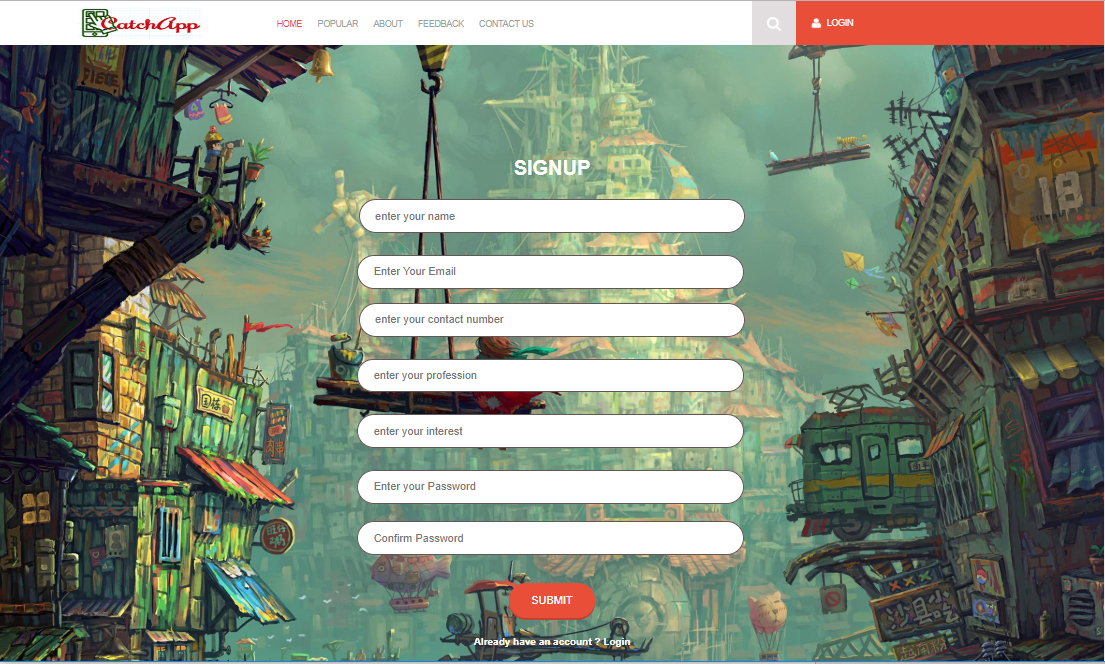 CatchApp
HOME POPULAR ABOUT FEEDBACK CONTACT US
LOGIN
18
SIGNUP
enter your name
Enter Your Email
enter your contact number
enter your profession
enter your interest
Enter your Password
Confirm Password
SUBMIT
Already have an account ? Login